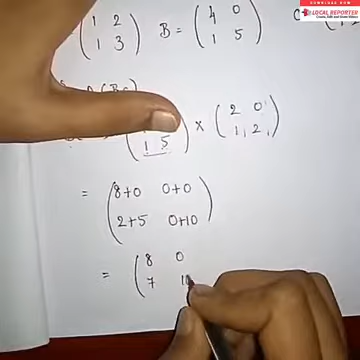 ( 1 2 B = ( 4 0
1 3 ) 1 5 )
LOCAL REPORTER
1 5 ) × ( 2 0
1, 2, )
= ( 8+0 0+0
2+5 0+10 )
= ( 8 0
7 1